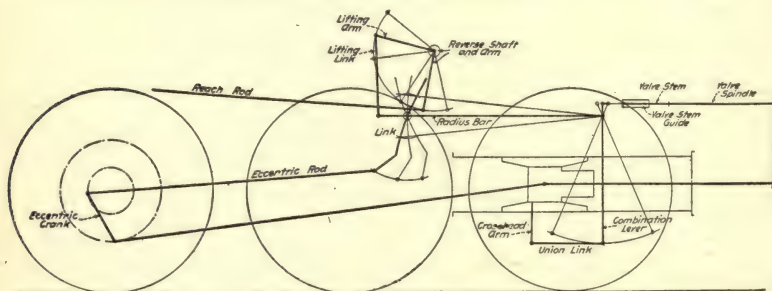 Lifting
Arm
Lifting
Link
Reverse Shaft
and Arm
Reach Rod
Valve Stem
Valve
Spindle
Valve Stem
Guide
Radius Bar
Link
Eccentric Rod
Eccentric
Crank
Crosshead
Arm
Combination
Lever
Union Link